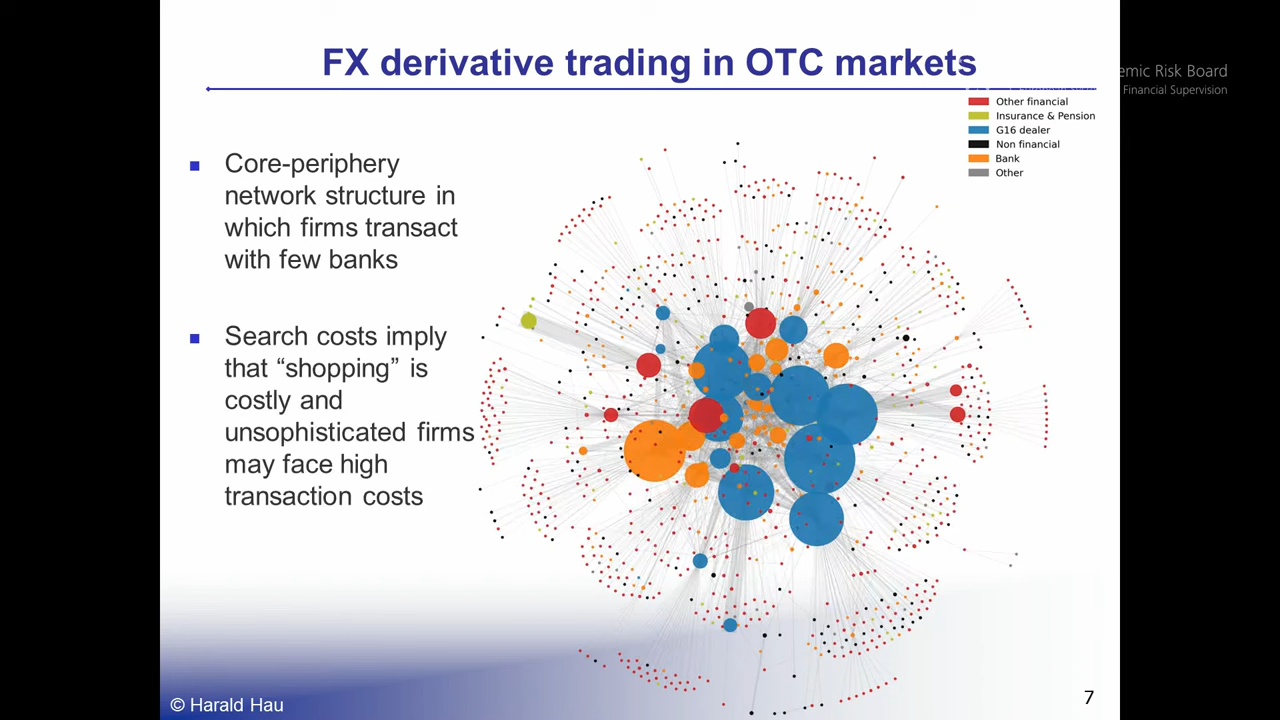 FX derivative trading in OTC markets
emic Risk Board
Financial Supervision
Other financial
Insurance & Pension
G16 dealer
Non financial
Bank
Other
Core-periphery
network structure in
which firms transact
with few banks
Search costs imply
that “shopping” is
costly and
unsophisticated firms
may face high
transaction costs
© Harald Hau
7